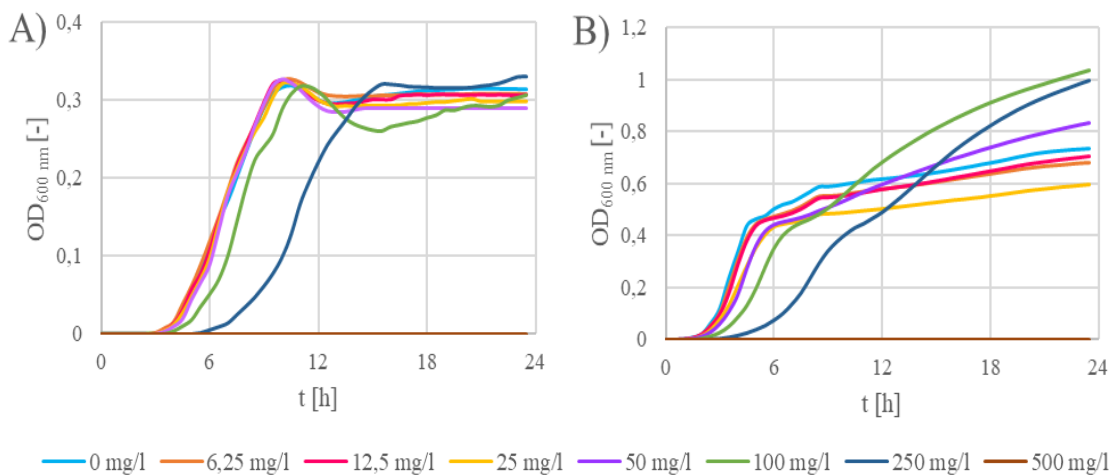 A)
0,4
0,3
0,2
0,1
0
OD600 nm [-]
0 6 12 18 24
t [h]
B)
1,2
1
0,8
0,6
0,4
0,2
0
OD600 nm [-]
0 6 12 18 24
t [h]
0 mg/l 6,25 mg/l 12,5 mg/l 25 mg/l 50 mg/l 100 mg/l 250 mg/l 500 mg/l